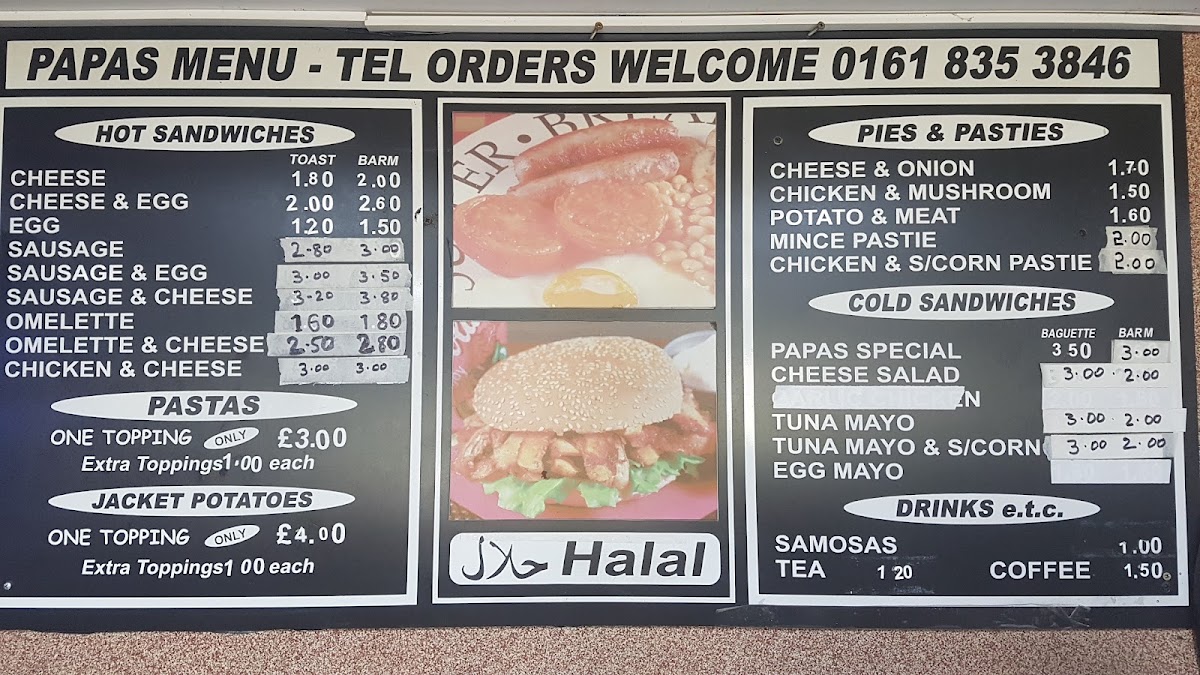 PAPAS MENU - TEL ORDERS WELCOME 0161 835 3846
HOT SANDWICHES
TOAST BARM
CHEESE 1.80 2.00
CHEESE & EGG 2.00 2.60
EGG 1 20 1.50
SAUSAGE 2-80 3.00
SAUSAGE & EGG 3.00 3.50
SAUSAGE & CHEESE 3-20 3.80
OMELETTE 1.60 1.80
OMELETTE & CHEESE 2.50 2.80
CHICKEN & CHEESE 3.00 3.00
PASTAS
ONE TOPPING ONLY £3.00
Extra Toppings 1.00 each
JACKET POTATOES
ONE TOPPING ONLY £4.00
Extra Toppings 1 00 each
حلال Halal
PIES & PASTIES
CHEESE & ONION 1.70
CHICKEN & MUSHROOM 1.50
POTATO & MEAT 1.60
MINCE PASTIE 2.00
CHICKEN & S/CORN PASTIE 2.00
COLD SANDWICHES
BAGUETTE BARM
PAPAS SPECIAL 3 50 3.00
CHEESE SALAD 3.00 2.00
TUNA MAYO 3.00 2.00
TUNA MAYO & S/CORN 3.00 2.00
EGG MAYO
DRINKS e.t.c.
SAMOSAS 1.00
TEA 1 20 COFFEE 1.50